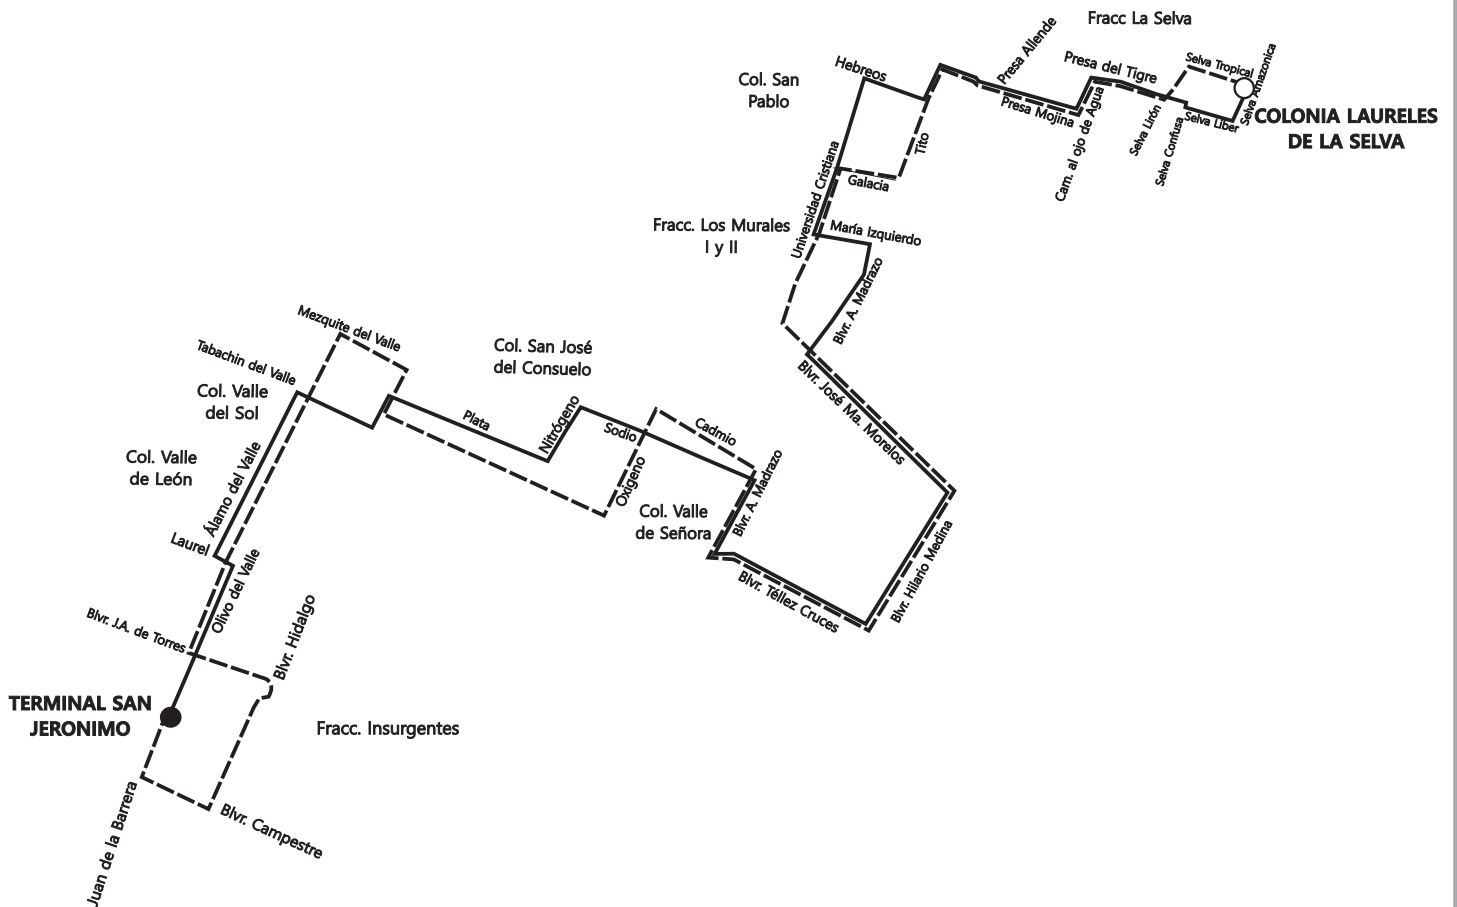 Fracc La Selva
Presa Allende
Hebreos
Col. San
Pablo
Presa del Tigre
Selva Tropical
Selva Amazonica
Presa Mojina
Cam. al ojo de Agua
Selva Lirón
Selva Confusa
Selva Liber
COLONIA LAURELES
DE LA SELVA
Tito
Galacia
Universidad Cristiana
Fracc. Los Murales
I y II
María Izquierdo
Blvr. A. Madrazo
Mezquite del Valle
Tabachin del Valle
Col. San José
del Consuelo
Blvr. José Ma. Morelos
Col. Valle
del Sol
Plata
Nitrógeno
Sodio
Cadmio
Oxigeno
Col. Valle
de León
Álamo del Valle
Col. Valle
de Señora
Blvr. A. Madrazo
Laurel
Olivo del Valle
Blvr. Hilario Medina
Blvr. Téllez Cruces
Blvr. J.A. de Torres
Blvr. Hidalgo
TERMINAL SAN
JERONIMO
Fracc. Insurgentes
Juan de la Barrera
Blvr. Campestre